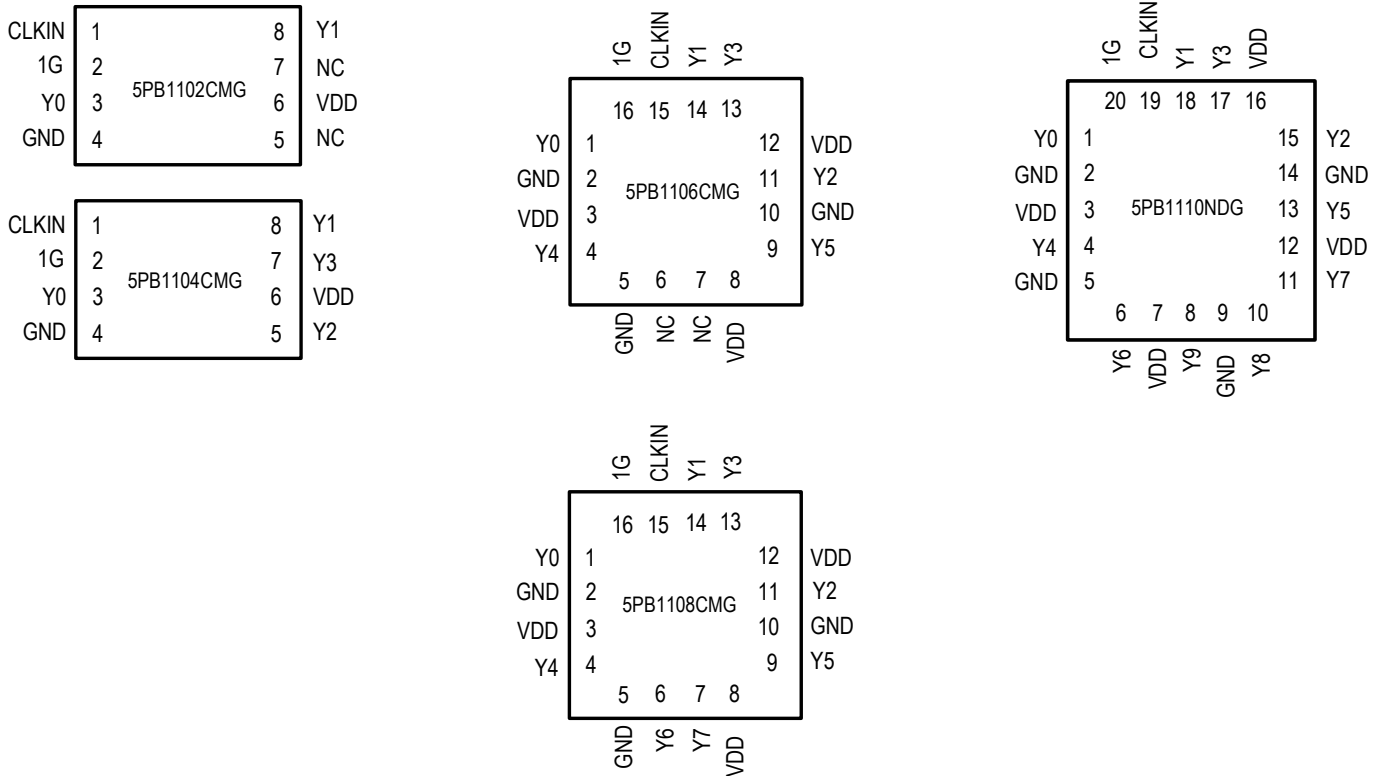 CLKIN 1 8 Y1
1G 2 7 NC
5PB1102CMG
Y0 3 6 VDD
GND 4 5 NC
CLKIN 1 8 Y1
1G 2 7 Y3
5PB1104CMG
Y0 3 6 VDD
GND 4 5 Y2
1G CLKIN Y1 Y3
16 15 14 13
Y0 1 12 VDD
GND 2 11 Y2
5PB1106CMG
VDD 3 10 GND
Y4 4 9 Y5
5 6 7 8
GND NC NC VDD
1G CLKIN Y1 Y3 VDD
20 19 18 17 16
Y0 1 15 Y2
GND 2 14 GND
VDD 3 5PB1110NDG 13 Y5
Y4 4 12 VDD
GND 5 11 Y7
6 7 8 9 10
Y6 VDD Y9 GND Y8
1G CLKIN Y1 Y3
16 15 14 13
Y0 1 12 VDD
GND 2 11 Y2
5PB1108CMG
VDD 3 10 GND
Y4 4 9 Y5
5 6 7 8
GND Y6 Y7 VDD